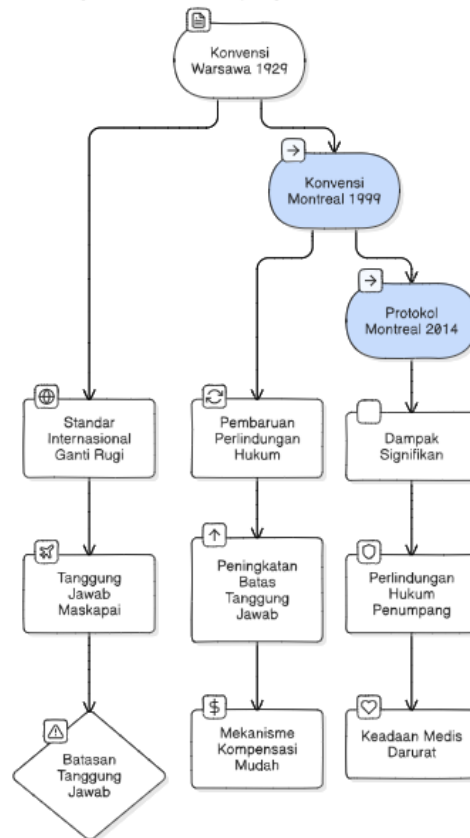 Konvensi
Warsawa 1929
Konvensi
Montreal 1999
Protokol
Montreal 2014
Standar
Internasional
Ganti Rugi
Pembaruan
Perlindungan
Hukum
Dampak
Signifikan
Tanggung
Jawab
Maskapai
Peningkatan
Batas
Tanggung
Jawab
Perlindungan
Hukum
Penumpang
Batasan
Tanggung
Jawab
$
Mekanisme
Kompensasi
Mudah
Keadaan Medis
Darurat